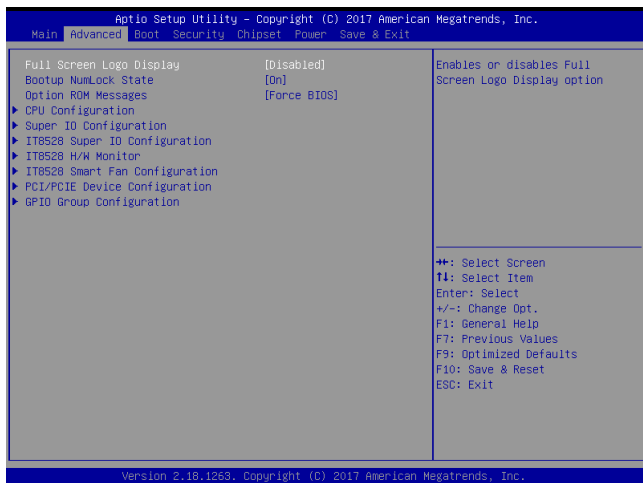 Aptio Setup Utility – Copyright (C) 2017 American Megatrends, Inc.
Main Advanced Boot Security Chipset Power Save & Exit
Full Screen Logo Display [Disabled]
Bootup NumLock State [On]
Option ROM Messages [Force BIOS]
▶ CPU Configuration
▶ Super IO Configuration
▶ IT8528 Super IO Configuration
▶ IT8528 H/W Monitor
▶ IT8528 Smart Fan Configuration
▶ PCI/PCIE Device Configuration
▶ GPIO Group Configuration
Enables or disables Full
Screen Logo Display option
→←: Select Screen
↑↓: Select Item
Enter: Select
+/-: Change Opt.
F1: General Help
F7: Previous Values
F9: Optimized Defaults
F10: Save & Reset
ESC: Exit
Version 2.18.1263. Copyright (C) 2017 American Megatrends, Inc.